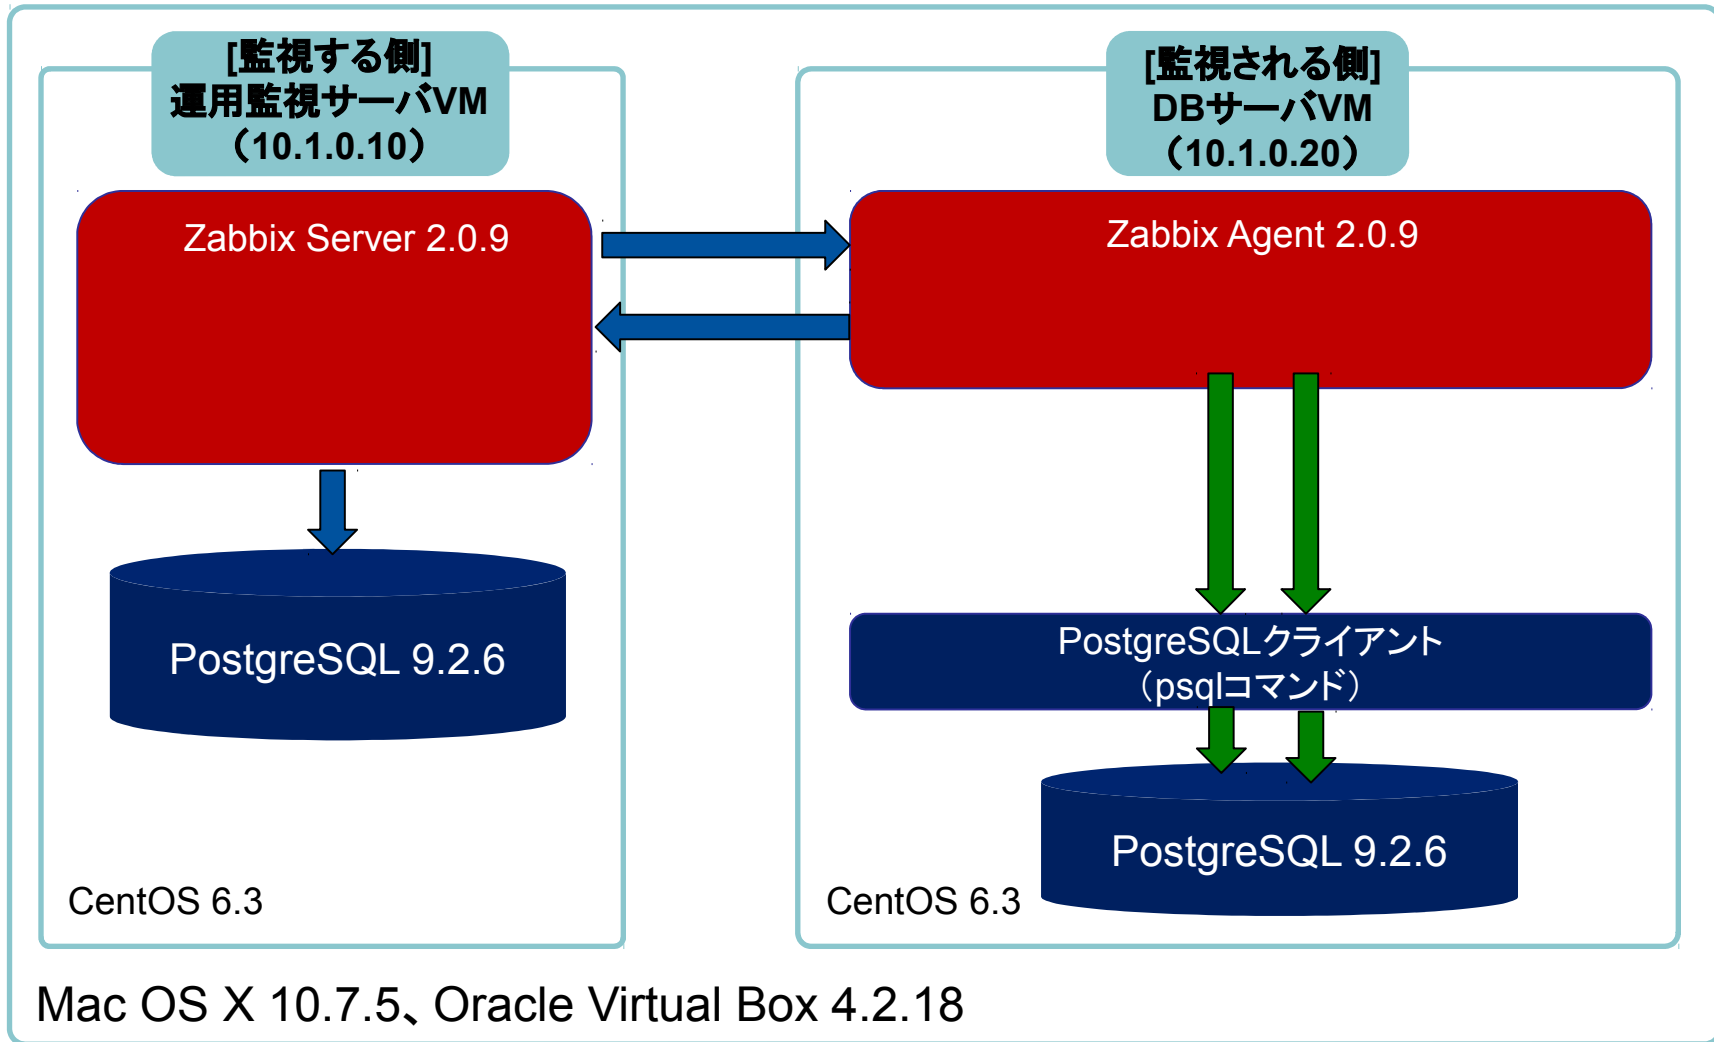 [監視する側]
運用監視サーバVM
（10.1.0.10）
[監視される側]
DBサーバVM
（10.1.0.20）
Zabbix Server 2.0.9
Zabbix Agent 2.0.9
PostgreSQL 9.2.6
PostgreSQLクライアント
（psqlコマンド）
PostgreSQL 9.2.6
CentOS 6.3
CentOS 6.3
Mac OS X 10.7.5、Oracle Virtual Box 4.2.18